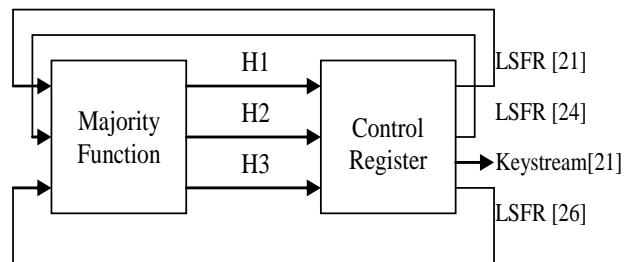 H1
LSFR [21]
H2
LSFR [24]
Majority
Function
Control
Register
H3
Keystream[21]
LSFR [26]